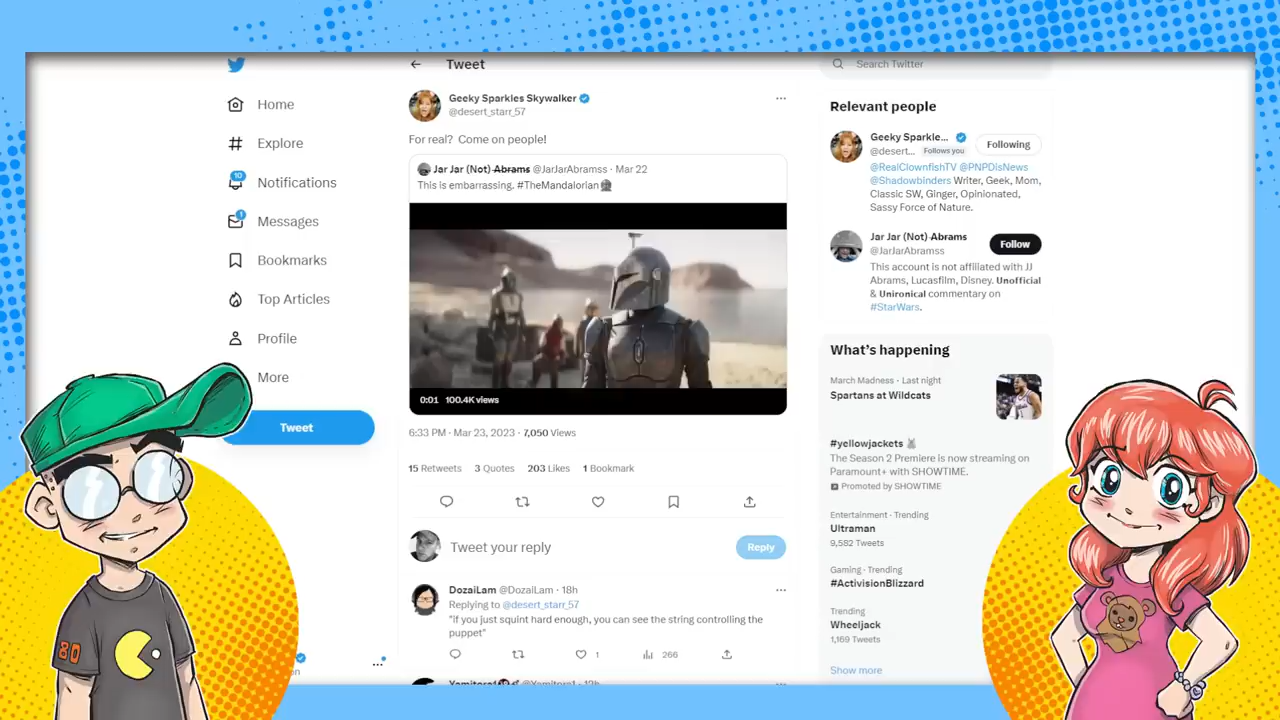 Tweet
Search Twitter
Home
Explore
10
Notifications
1
Messages
Bookmarks
Top Articles
Profile
More
Tweet
Geeky Sparkles Skywalker
@desert_starr_57
For real? Come on people!
Jar Jar (Not) Abrams @JarJarAbramss · Mar 22
This is embarrassing. #TheMandalorian
0:01 100.4K views
6:33 PM · Mar 23, 2023 · 7,050 Views
15 Retweets 3 Quotes 203 Likes 1 Bookmark
Tweet your reply
Reply
DozaiLam @DozaiLam · 18h
Replying to @desert_starr_57
"if you just squint hard enough, you can see the string controlling the
puppet"
1
266
Relevant people
Geeky Sparkle...
@desert... Follows you
Following
@RealClownfishTV @PNPDisNews
@Shadowbinders Writer, Geek, Mom,
Classic SW, Ginger, Opinionated,
Sassy Force of Nature.
Jar Jar (Not) Abrams
@JarJarAbramss
Follow
This account is not affiliated with JJ
Abrams, Lucasfilm, Disney. Unofficial
& Unironical commentary on
#StarWars.
What's happening
March Madness · Last night
Spartans at Wildcats
#yellowjackets
The Season 2 Premiere is now streaming on
Paramount+ with SHOWTIME.
Promoted by SHOWTIME
Entertainment · Trending
Ultraman
9,582 Tweets
Gaming · Trending
#ActivisionBlizzard
Trending
Wheeljack
1,169 Tweets
Show more
80